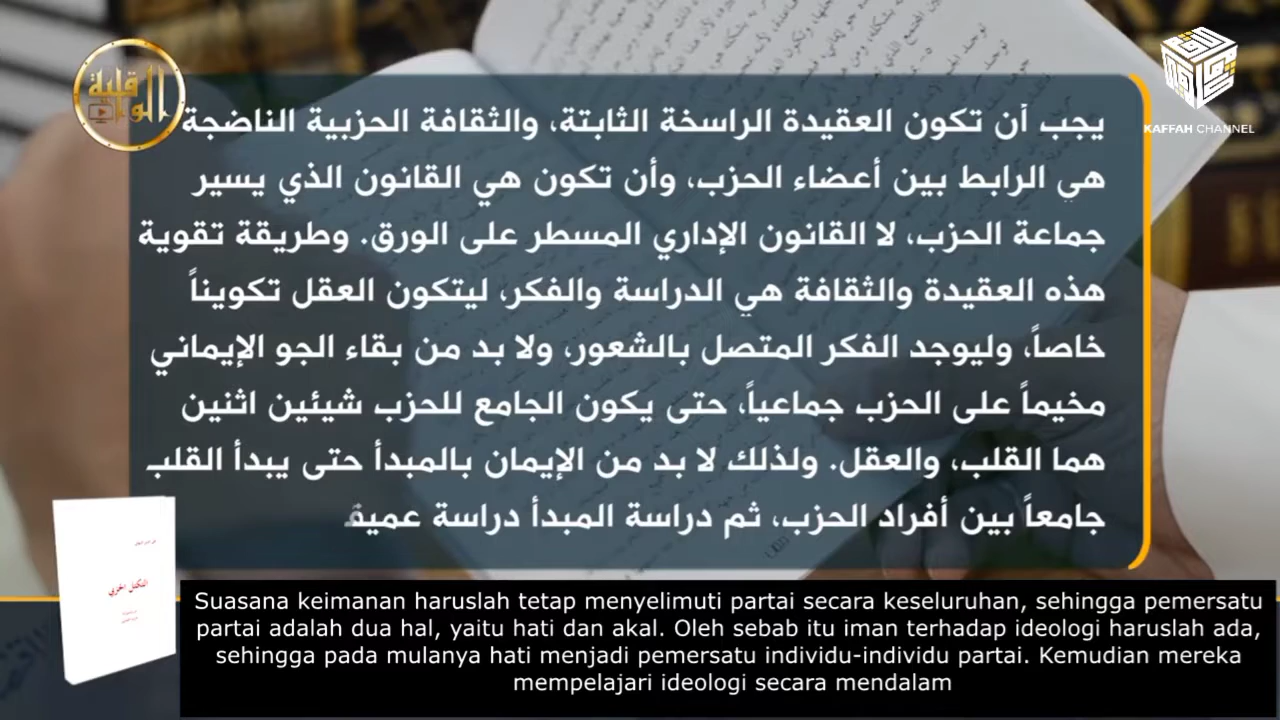 الواقية
KAFFAH CHANNEL
يجب أن تكون العقيدة الراسخة الثابتة، والثقافة الحزبية الناضجة
هي الرابط بين أعضاء الحزب، وأن تكون هي القانون الذي يسير
جماعة الحزب، لا القانون الإداري المسطر على الورق. وطريقة تقوية
هذه العقيدة والثقافة هي الدراسة والفكر، ليتكون العقل تكويناً
خاصاً، وليوجد الفكر المتصل بالشعور، ولا بد من بقاء الجو الإيماني
مخيماً على الحزب جماعياً، حتى يكون الجامع للحزب شيئين اثنين
هما القلب، والعقل. ولذلك لا بد من الإيمان بالمبدأ حتى يبدأ القلب
جامعاً بين أفراد الحزب، ثم دراسة المبدأ دراسة عميقـ
التكتل الحزبي
Suasana keimanan haruslah tetap menyelimuti partai secara keseluruhan, sehingga pemersatu
partai adalah dua hal, yaitu hati dan akal. Oleh sebab itu iman terhadap ideologi haruslah ada,
sehingga pada mulanya hati menjadi pemersatu individu-individu partai. Kemudian mereka
mempelajari ideologi secara mendalam